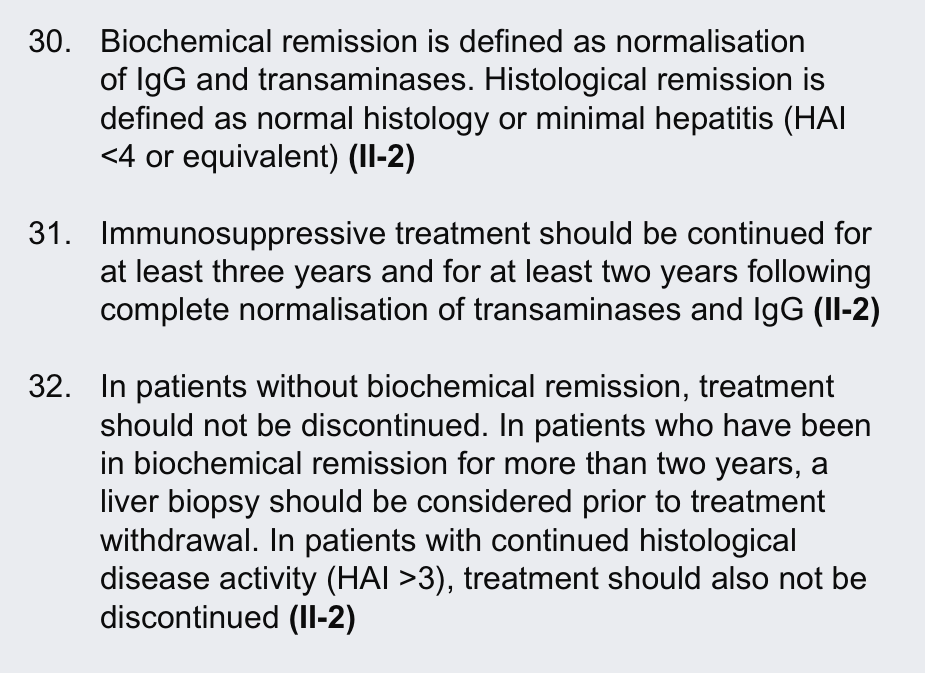 30. Biochemical remission is defined as normalisation
of IgG and transaminases. Histological remission is
defined as normal histology or minimal hepatitis (HAI
<4 or equivalent) (II-2)
31. Immunosuppressive treatment should be continued for
at least three years and for at least two years following
complete normalisation of transaminases and IgG (II-2)
32. In patients without biochemical remission, treatment
should not be discontinued. In patients who have been
in biochemical remission for more than two years, a
liver biopsy should be considered prior to treatment
withdrawal. In patients with continued histological
disease activity (HAI >3), treatment should also not be
discontinued (II-2)